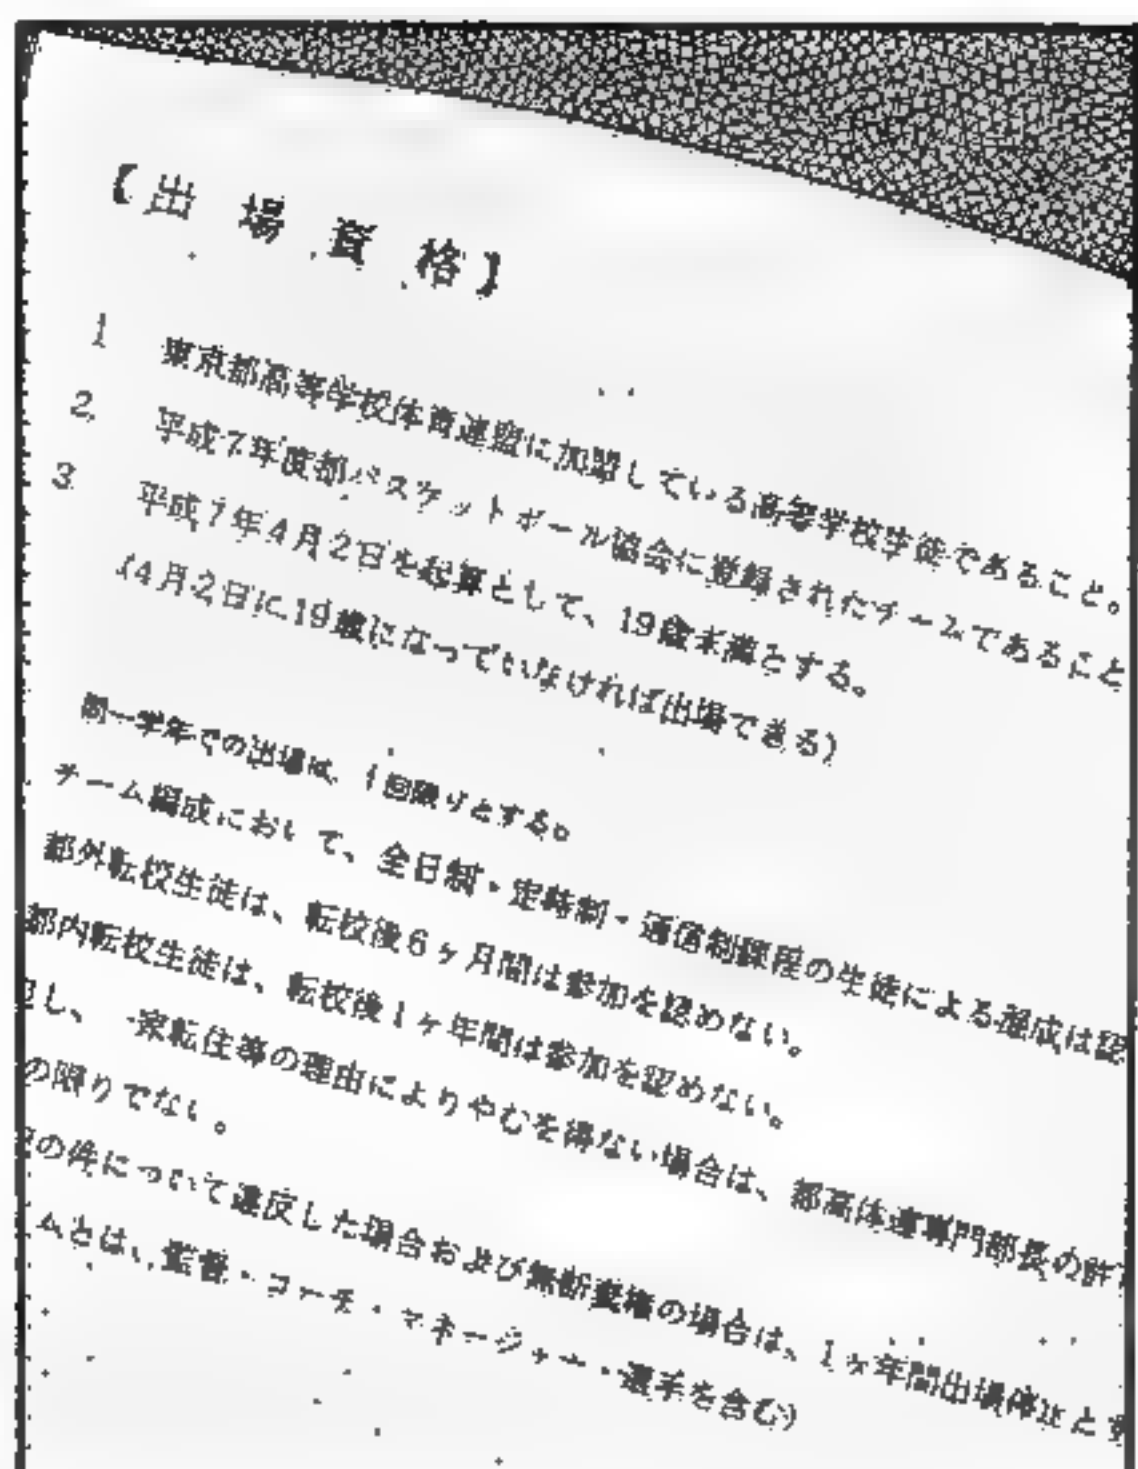 【出場資格】
1 東京都高等学校体育連盟に加盟している高等学校生徒であること。
2 平成7年度都バスケットボール協会に登録されたチームであること
3 平成7年4月2日を起算として、19歳未満とする。
(4月2日に19歳になっていなければ出場できる)
同一学年での出場は、1回限りとする。
チーム編成において、全日制・定時制・通信制課程の生徒による混成は認
都外転校生徒は、転校後6ヶ月間は参加を認めない。
都内転校生徒は、転校後1ヶ年間は参加を認めない。
但し、一家転住等の理由によりやむを得ない場合は、都高体連専門部長の許
の限りでない。
の件について違反した場合および無断棄権の場合は、1ヶ年間出場停止とす
ムとは、監督・コーチ・マネージャー・選手を含む)